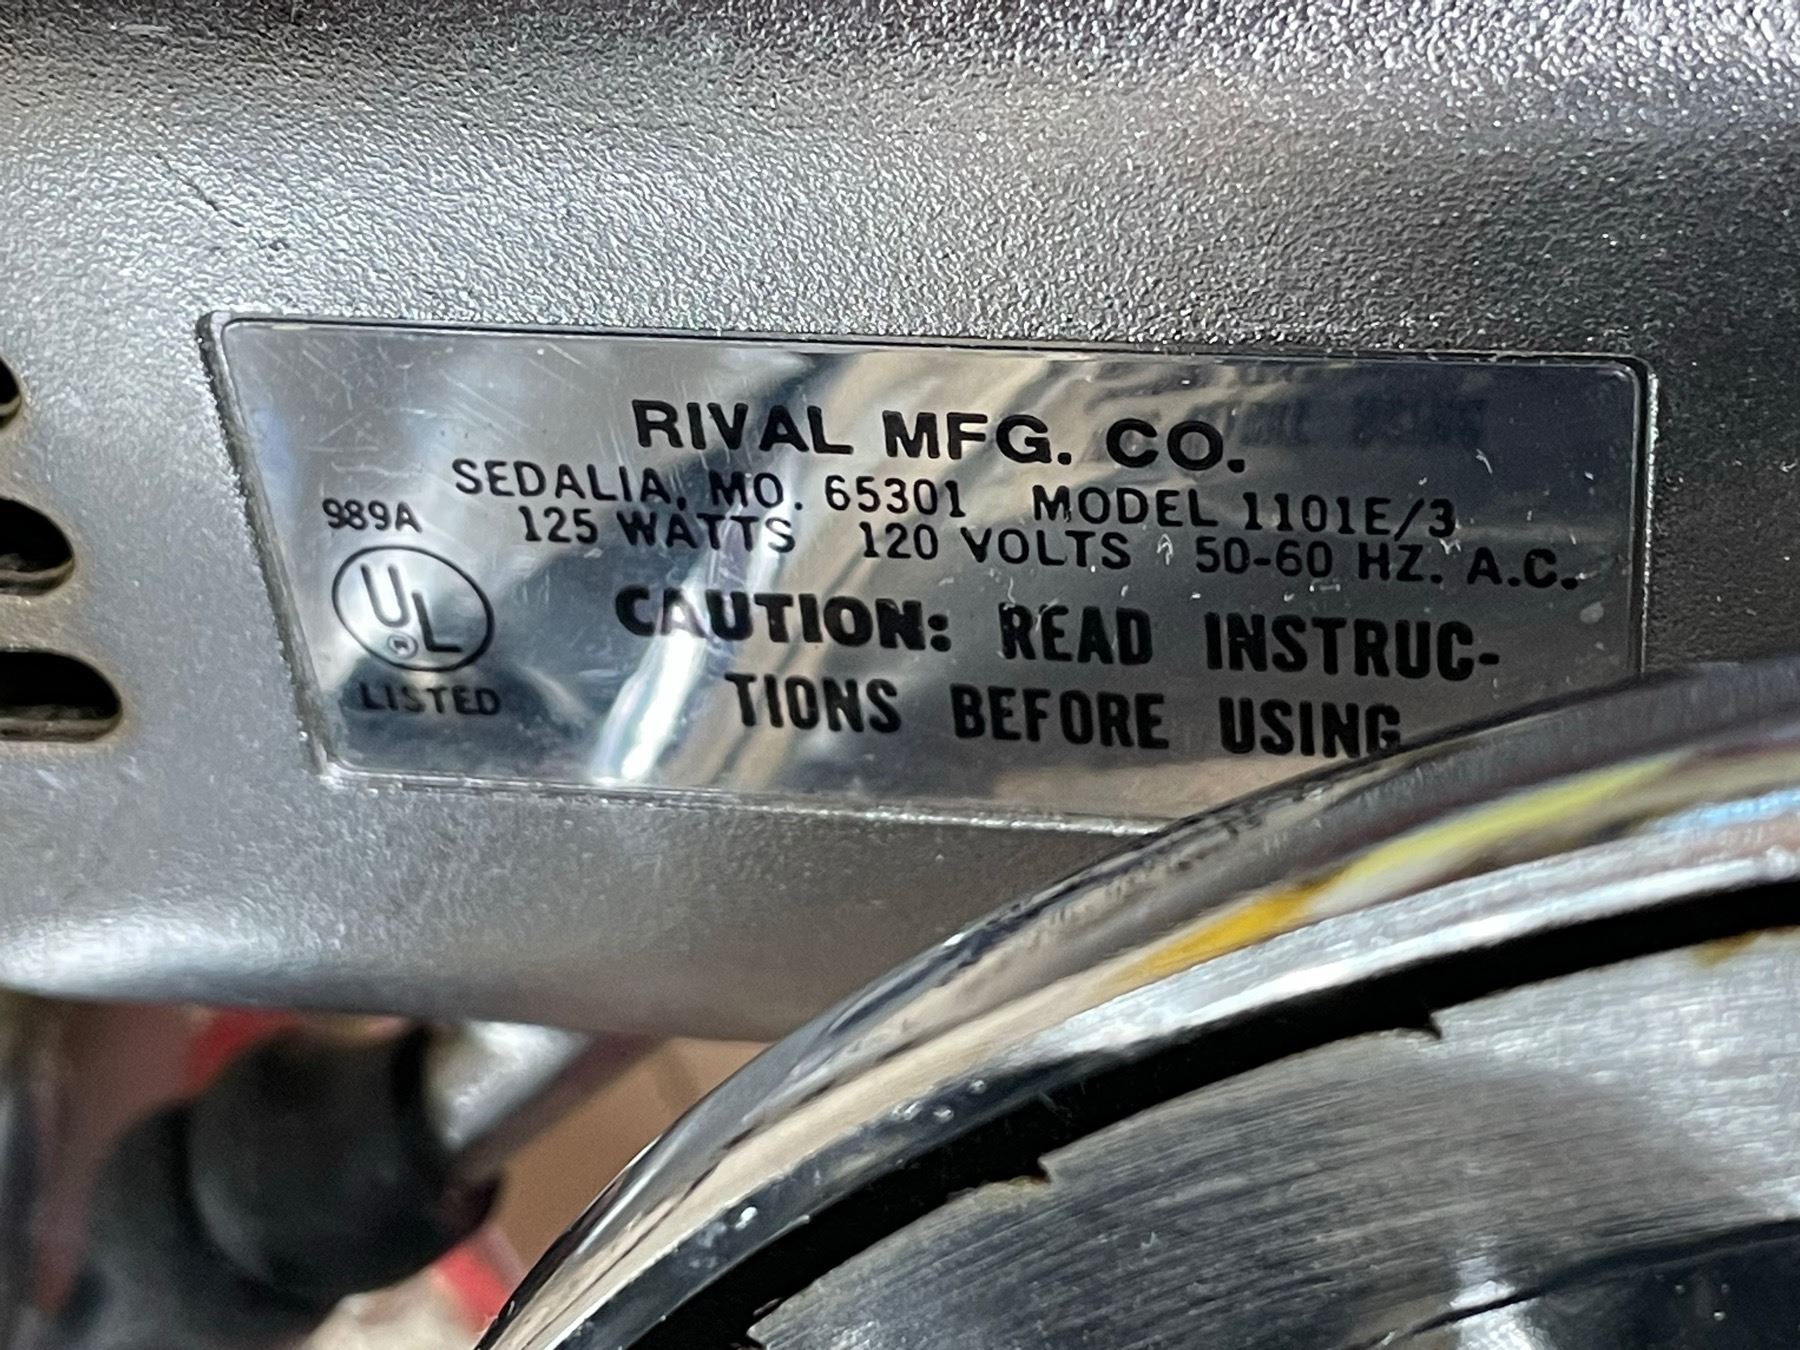 RIVAL MFG. CO.
SEDALIA, MO. 65301 MODEL 1101E/3
989A 125 WATTS 120 VOLTS 50-60 HZ. A.C.
UL®
LISTED
CAUTION: READ INSTRUC-
TIONS BEFORE USING